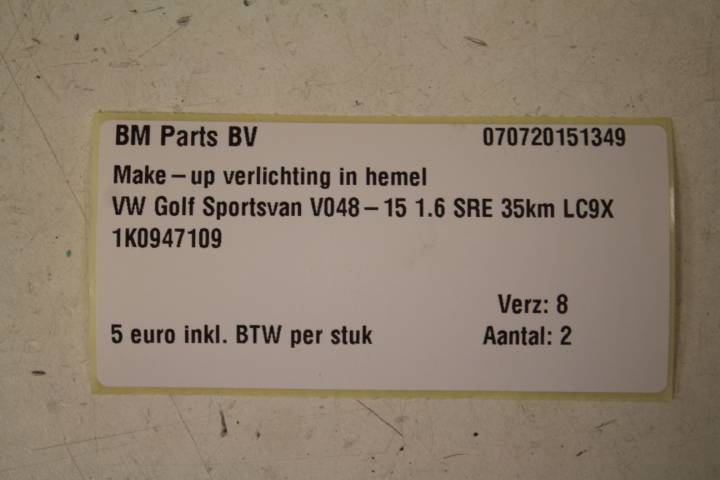 BM Parts BV 070720151349
Make-up verlichting in hemel
VW Golf Sportsvan V048-15 1.6 SRE 35km LC9X
1K0947109
Verz: 8
5 euro inkl. BTW per stuk Aantal: 2